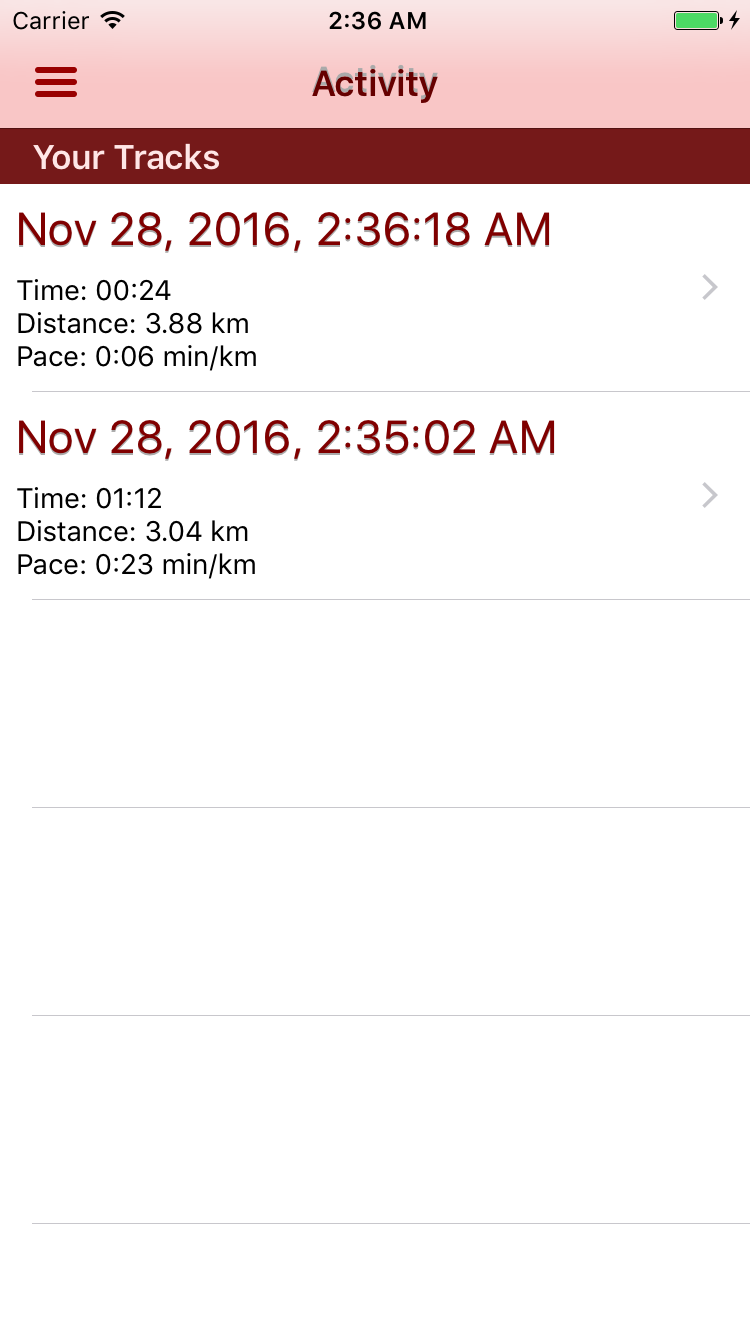 Carrier 2:36 AM
Activity
Your Tracks
Nov 28, 2016, 2:36:18 AM
Time: 00:24
Distance: 3.88 km
Pace: 0:06 min/km
Nov 28, 2016, 2:35:02 AM
Time: 01:12
Distance: 3.04 km
Pace: 0:23 min/km